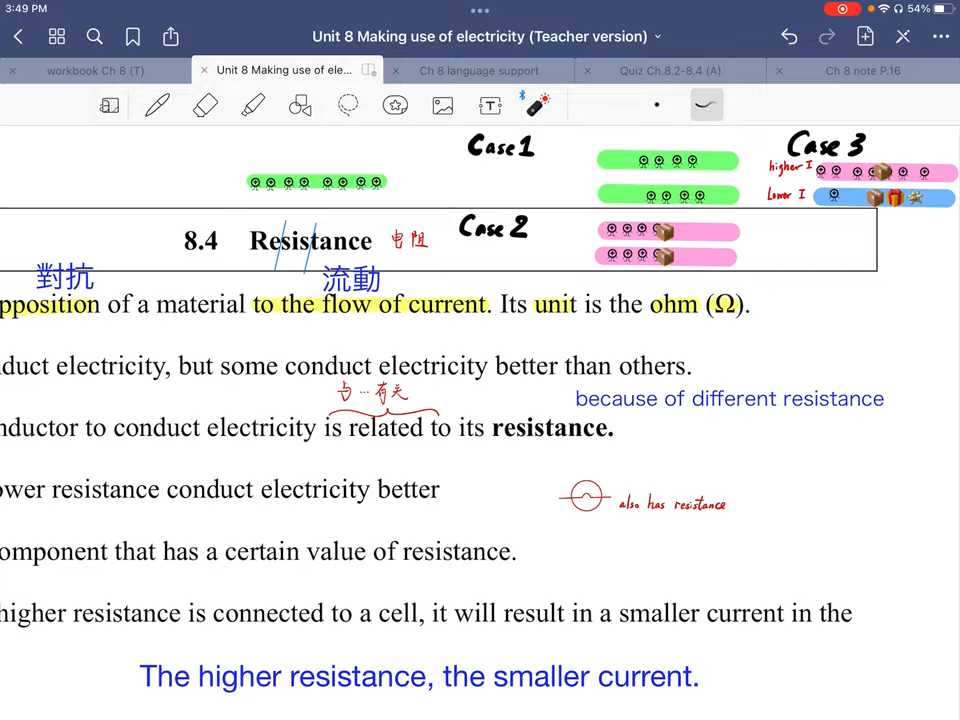 3:49 PM
54%
Unit 8 Making use of electricity (Teacher version)
workbook Ch 8 (T)
Unit 8 Making use of ele...
Ch 8 language support
Quiz Ch.8.2-8.4 (A)
Ch 8 note P.16
Case 1
Case 3
higher I
Lower I
8.4 Resistance 电阻
Case 2
對抗 流動
pposition of a material to the flow of current. Its unit is the ohm (Ω).
duct electricity, but some conduct electricity better than others.
与…有关
because of different resistance
nductor to conduct electricity is related to its resistance.
ower resistance conduct electricity better
also has resistance
omponent that has a certain value of resistance.
higher resistance is connected to a cell, it will result in a smaller current in the
The higher resistance, the smaller current.